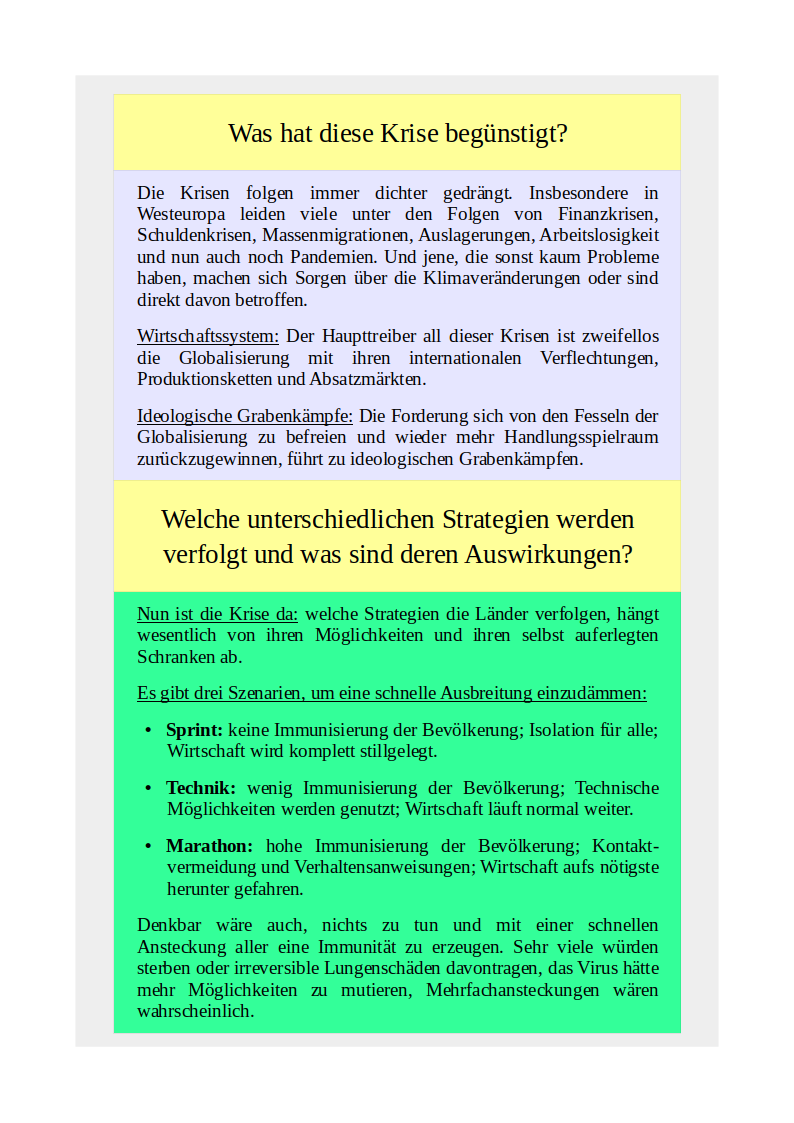 Was hat diese Krise begünstigt?
Die Krisen folgen immer dichter gedrängt. Insbesondere in
Westeuropa leiden viele unter den Folgen von Finanzkrisen,
Schuldenkrisen, Massenmigrationen, Auslagerungen, Arbeitslosigkeit
und nun auch noch Pandemien. Und jene, die sonst kaum Probleme
haben, machen sich Sorgen über die Klimaveränderungen oder sind
direkt davon betroffen.
Wirtschaftssystem: Der Haupttreiber all dieser Krisen ist zweifellos
die Globalisierung mit ihren internationalen Verflechtungen,
Produktionsketten und Absatzmärkten.
Ideologische Grabenkämpfe: Die Forderung sich von den Fesseln der
Globalisierung zu befreien und wieder mehr Handlungsspielraum
zurückzugewinnen, führt zu ideologischen Grabenkämpfen.
Welche unterschiedlichen Strategien werden
verfolgt und was sind deren Auswirkungen?
Nun ist die Krise da: welche Strategien die Länder verfolgen, hängt
wesentlich von ihren Möglichkeiten und ihren selbst auferlegten
Schranken ab.
Es gibt drei Szenarien, um eine schnelle Ausbreitung einzudämmen:
• Sprint: keine Immunisierung der Bevölkerung; Isolation für alle;
Wirtschaft wird komplett stillgelegt.
• Technik: wenig Immunisierung der Bevölkerung; Technische
Möglichkeiten werden genutzt; Wirtschaft läuft normal weiter.
• Marathon: hohe Immunisierung der Bevölkerung; Kontakt-
vermeidung und Verhaltensanweisungen; Wirtschaft aufs nötigste
herunter gefahren.
Denkbar wäre auch, nichts zu tun und mit einer schnellen
Ansteckung aller eine Immunität zu erzeugen. Sehr viele würden
sterben oder irreversible Lungenschäden davontragen, das Virus hätte
mehr Möglichkeiten zu mutieren, Mehrfachansteckungen wären
wahrscheinlich.